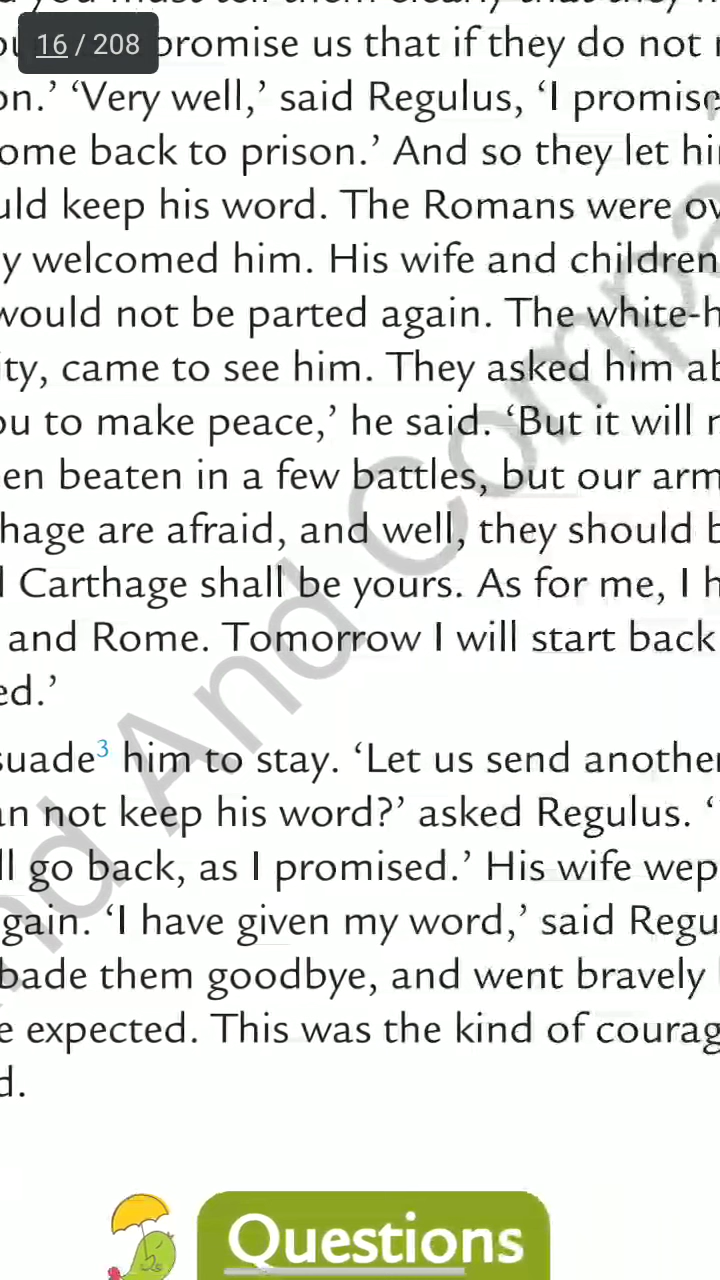 16 / 208
promise us that if they do not
on.’ ‘Very well,’ said Regulus, ‘I promise
ome back to prison.’ And so they let hi
uld keep his word. The Romans were ov
y welcomed him. His wife and children
would not be parted again. The white-h
ity, came to see him. They asked him ab
ou to make peace,’ he said. ‘But it will
en beaten in a few battles, but our arm
hage are afraid, and well, they should b
Carthage shall be yours. As for me, I h
and Rome. Tomorrow I will start back
ed.’
suade3 him to stay. ‘Let us send another
an not keep his word?’ asked Regulus. ‘
ll go back, as I promised.’ His wife wep
gain. ‘I have given my word,’ said Regu
bade them goodbye, and went bravely
e expected. This was the kind of courag
d.
Questions
And Compa